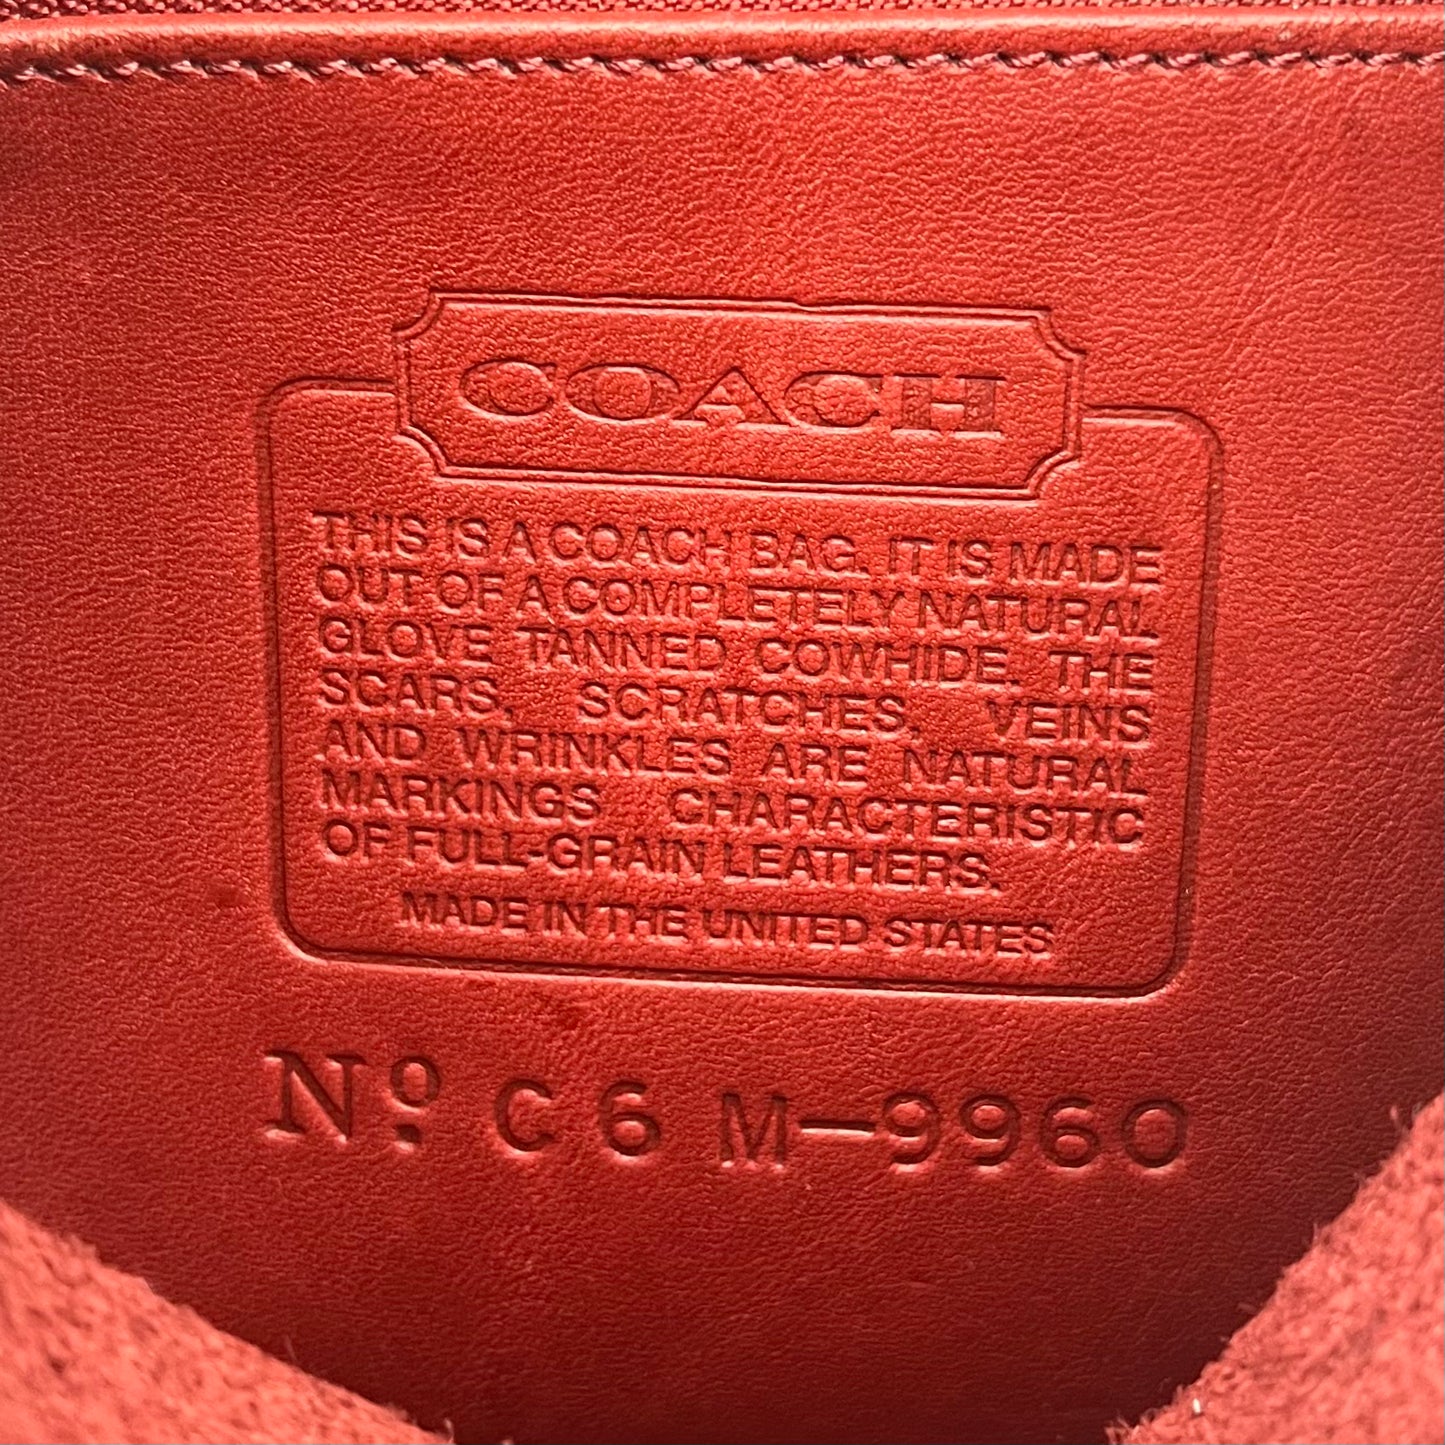 COACH
THIS IS A COACH BAG. IT IS MADE
OUT OF A COMPLETELY NATURAL
GLOVE TANNED COWHIDE. THE
SCARS, SCRATCHES, VEINS
AND WRINKLES ARE NATURAL
MARKINGS CHARACTERISTIC
OF FULL-GRAIN LEATHERS.
MADE IN THE UNITED STATES
Nº C6M-9960